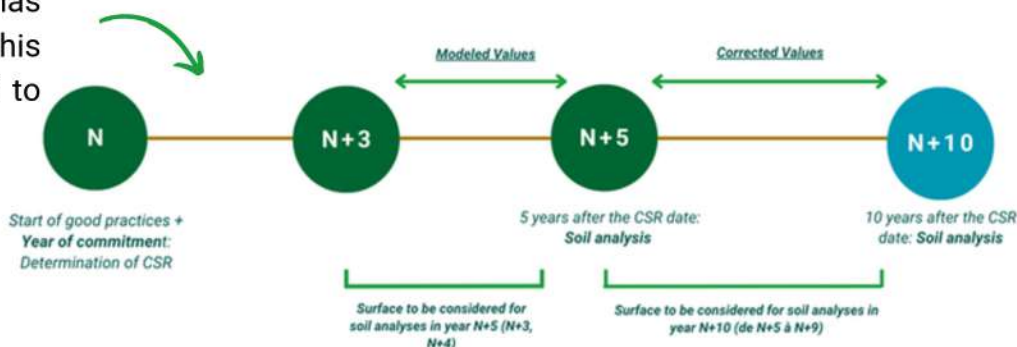 has
his
to
Modeled Values
Corrected Values
N
N+3
N+5
N+10
Start of good practices +
Year of commitment:
Determination of CSR
5 years after the CSR date:
Soil analysis
10 years after the CSR
date: Soil analysis
Surface to be considered for
soil analyses in year N+5 (N+3,
N+4)
Surface to be considered for soil analyses in
year N+10 (de N+5 à N+9)